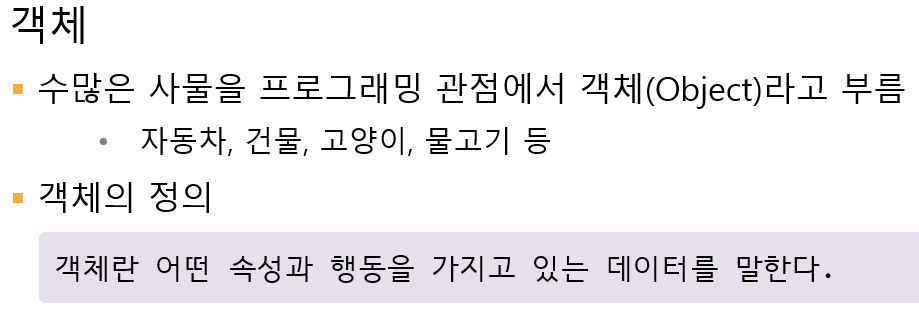 객체
수많은 사물을 프로그래밍 관점에서 객체(Object)라고 부름
자동차, 건물, 고양이, 물고기 등
객체의 정의
객체란 어떤 속성과 행동을 가지고 있는 데이터를 말한다.